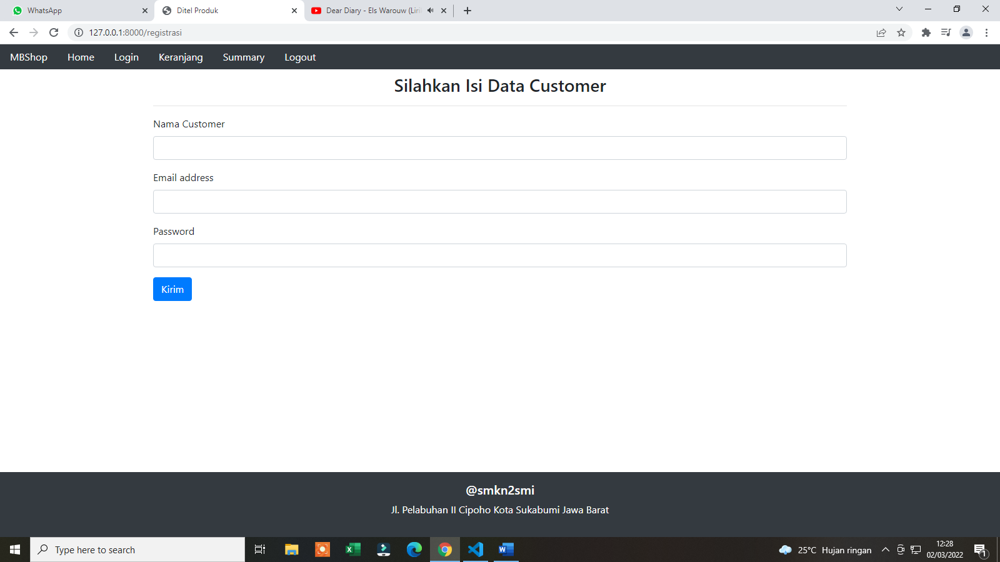 WhatsApp
Ditel Produk
Dear Diary - Els Warouw (Liri
127.0.0.1:8000/registrasi
MBShop Home Login Keranjang Summary Logout
Silahkan Isi Data Customer
Nama Customer
Email address
Password
Kirim
@smkn2smi
Jl. Pelabuhan II Cipoho Kota Sukabumi Jawa Barat
Type here to search
25°C Hujan ringan
12:28
02/03/2022
1